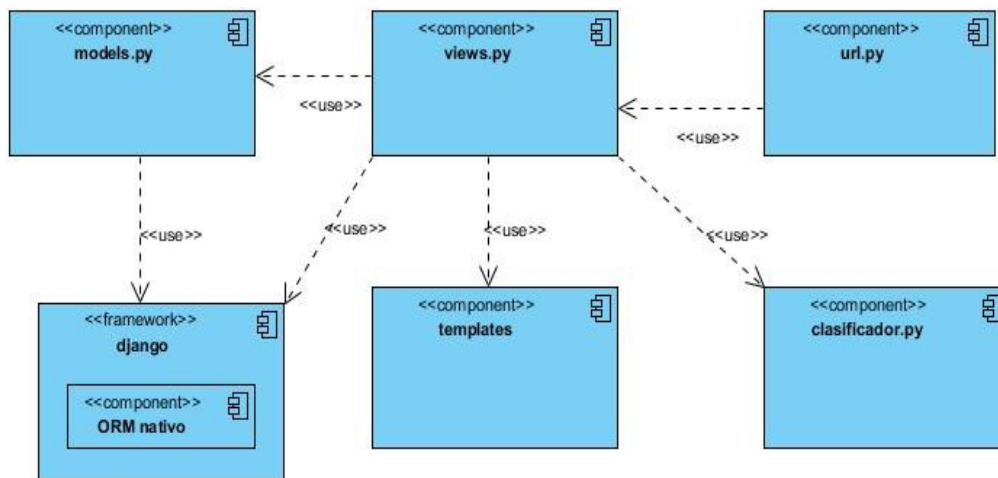 <<component>>
models.py
<<component>>
views.py
<<component>>
url.py
<<use>>
<<use>>
<<use>>
<<use>>
<<use>>
<<use>>
<<framework>>
django
<<component>>
ORM nativo
<<component>>
templates
<<component>>
clasificador.py